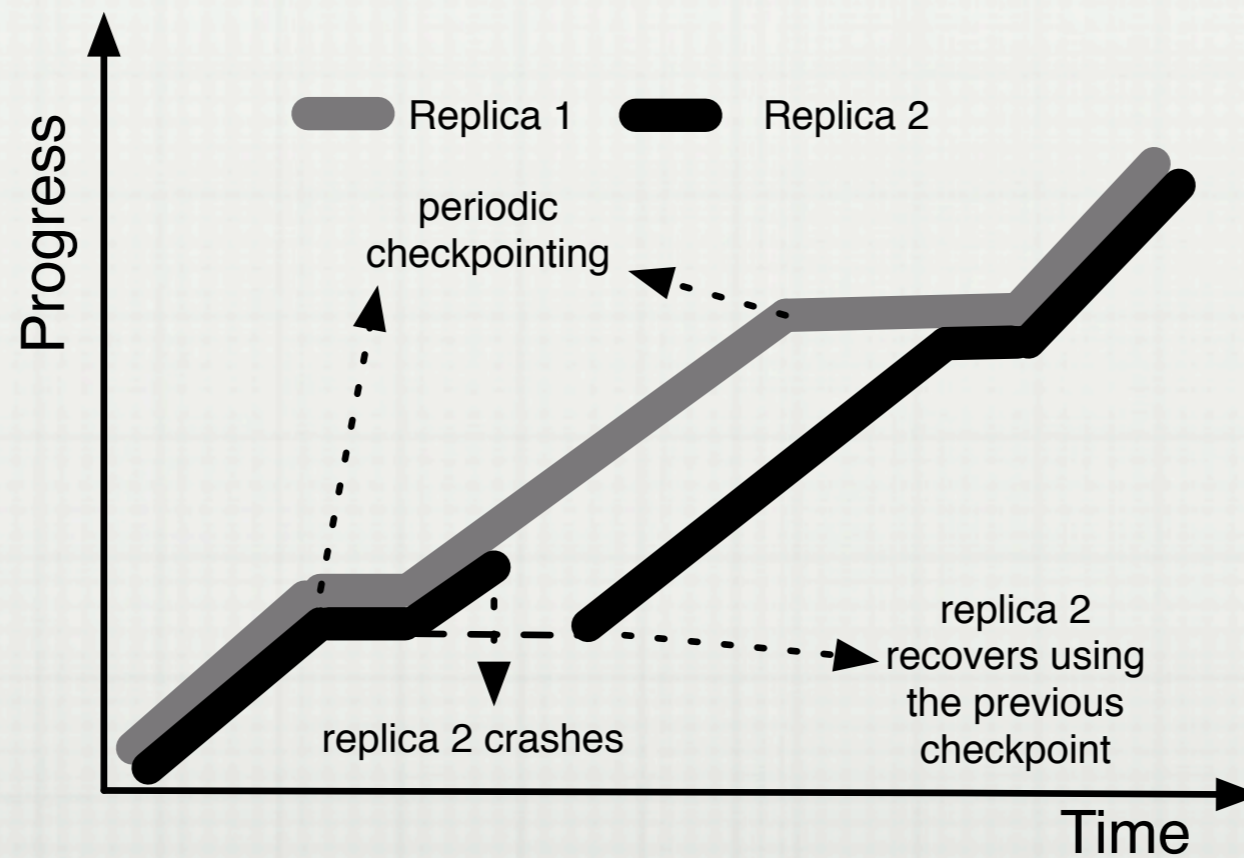 Replica 1
Replica 2
Progress
periodic
checkpointing
replica 2
recovers using
the previous
checkpoint
replica 2 crashes
Time